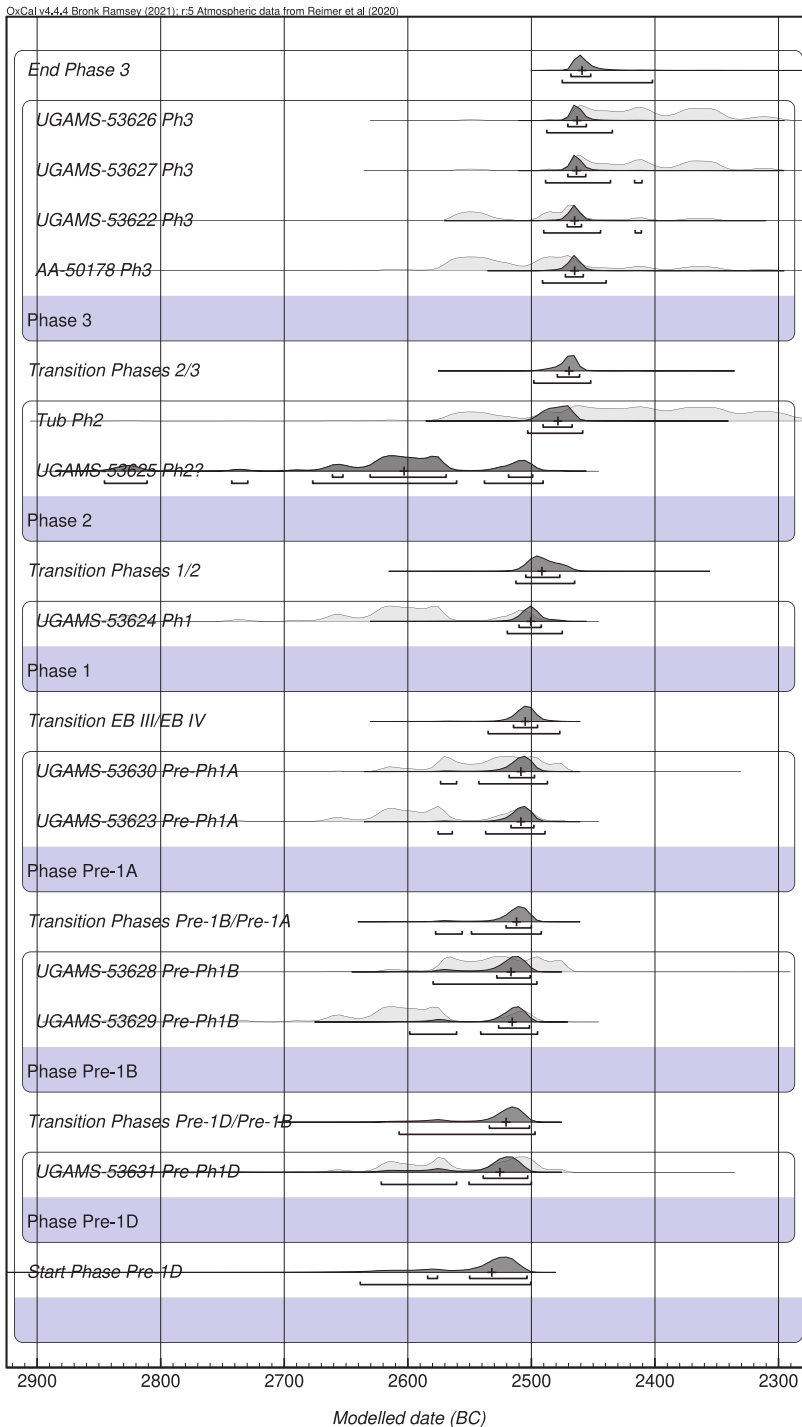 OxCal v4.4.4 Bronk Ramsey (2021); r:5 Atmospheric data from Reimer et al (2020)
End Phase 3
UGAMS-53626 Ph3
UGAMS-53627 Ph3
UGAMS-53622 Ph3
AA-50178 Ph3
Phase 3
Transition Phases 2/3
Tub Ph2
UGAMS-53625 Ph2?
Phase 2
Transition Phases 1/2
UGAMS-53624 Ph1
Phase 1
Transition EB III/EB IV
UGAMS-53630 Pre-Ph1A
UGAMS-53623 Pre-Ph1A
Phase Pre-1A
Transition Phases Pre-1B/Pre-1A
UGAMS-53628 Pre-Ph1B
UGAMS-53629 Pre-Ph1B
Phase Pre-1B
Transition Phases Pre-1D/Pre-1B
UGAMS-53631 Pre-Ph1D
Phase Pre-1D
Start Phase Pre-1D
2900 2800 2700 2600 2500 2400 2300
Modelled date (BC)